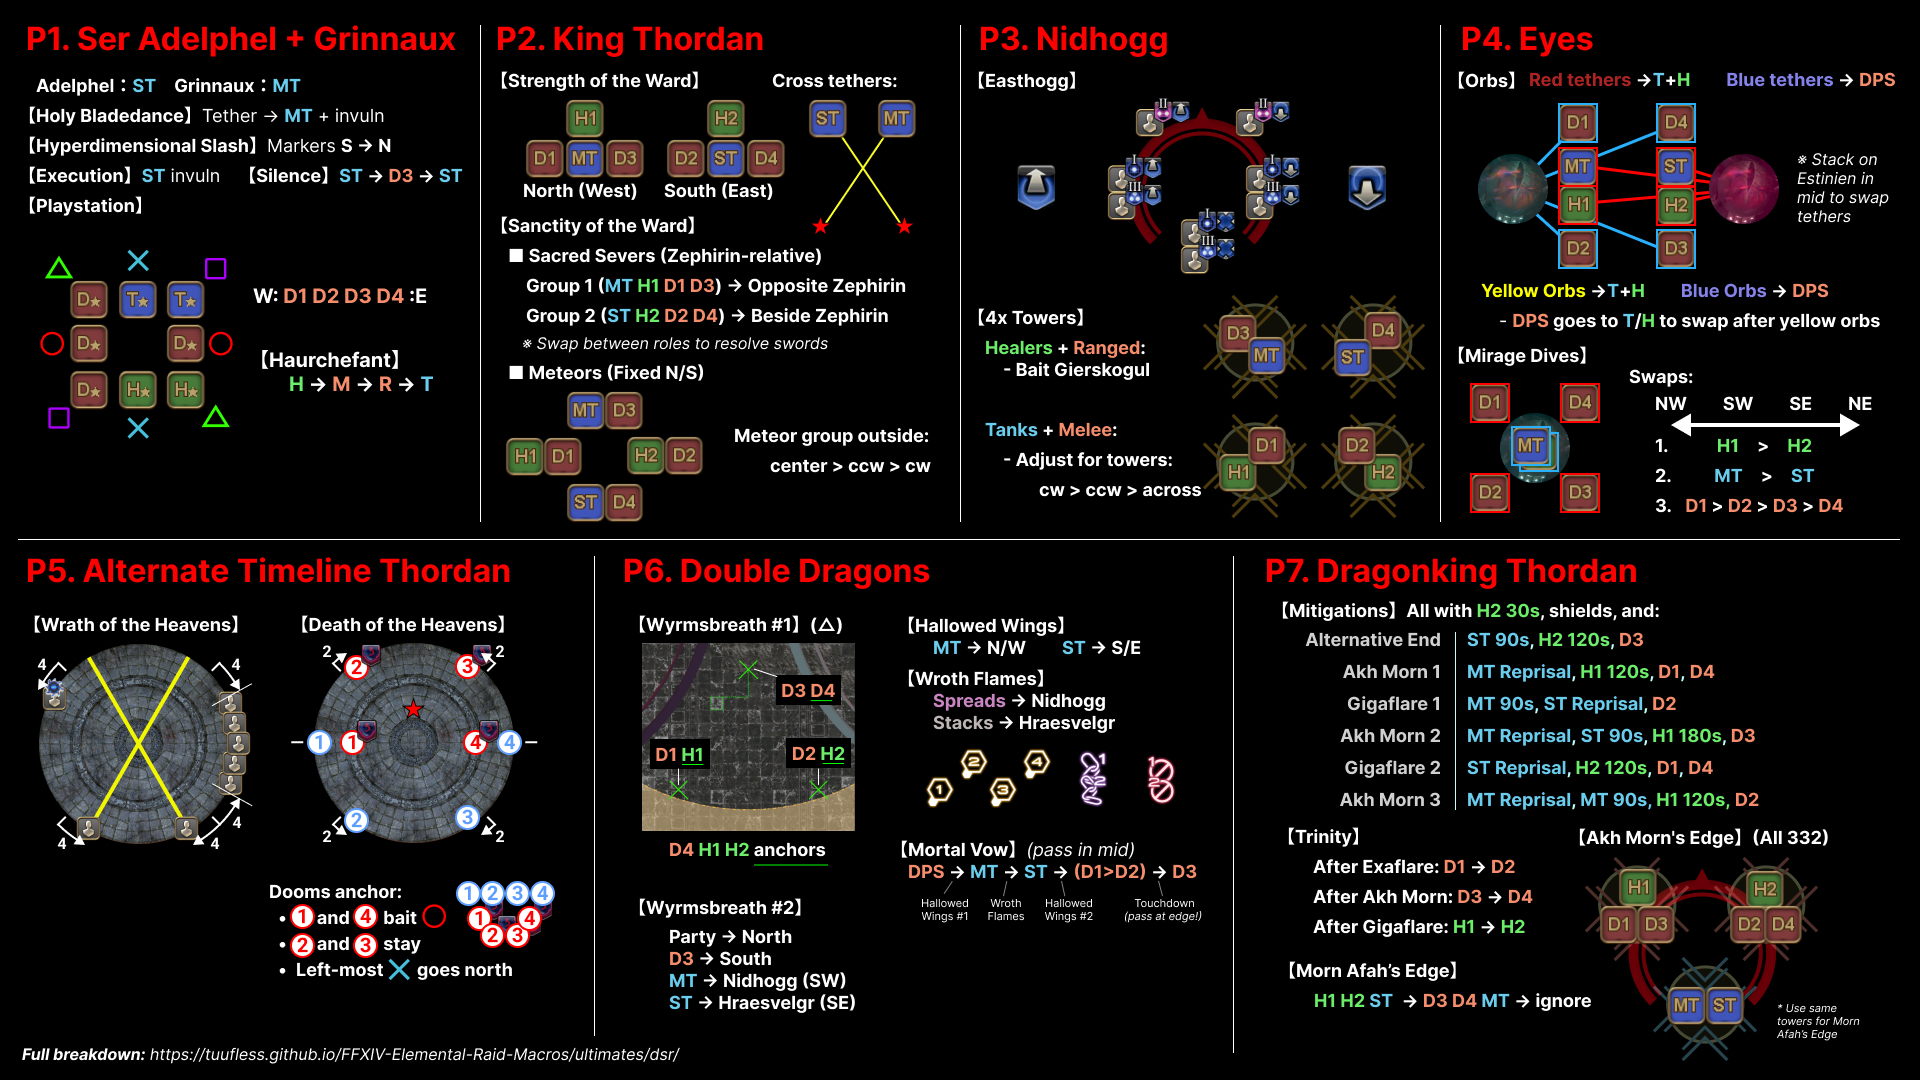 P1. Ser Adelphel + Grinnaux
Adelphel：ST Grinnaux：MT
【Holy Bladedance】Tether → MT + invuln
【Hyperdimensional Slash】Markers S → N
【Execution】ST invuln 【Silence】ST → D3 → ST
【Playstation】
D★ T★ T★
D★ D★
D★ H★ H★
W: D1 D2 D3 D4 :E
【Haurchefant】
H → M → R → T
P2. King Thordan
【Strength of the Ward】 Cross tethers:
H1 H2 ST MT
D1 MT D3 D2 ST D4
North (West) South (East)
【Sanctity of the Ward】
■ Sacred Severs (Zephirin-relative)
Group 1 (MT H1 D1 D3) → Opposite Zephirin
Group 2 (ST H2 D2 D4) → Beside Zephirin
※ Swap between roles to resolve swords
■ Meteors (Fixed N/S)
MT D3
H1 D1 H2 D2
ST D4
Meteor group outside:
center > ccw > cw
P3. Nidhogg
【Easthogg】
II II
I I
III III
I
III
【4x Towers】
Healers + Ranged:
- Bait Gierskogul
D3 MT D4 ST
Tanks + Melee:
- Adjust for towers:
cw > ccw > across
D1 H1 D2 H2
P4. Eyes
【Orbs】 Red tethers →T+H Blue tethers → DPS
D1 D4
MT ST
H1 H2
D2 D3
※ Stack on
Estinien in
mid to swap
tethers
Yellow Orbs →T+H Blue Orbs → DPS
- DPS goes to T/H to swap after yellow orbs
【Mirage Dives】
D1 D4
MT
D2 D3
Swaps:
NW SW SE NE
1. H1 > H2
2. MT > ST
3. D1 > D2 > D3 > D4
P5. Alternate Timeline Thordan
【Wrath of the Heavens】
4 4
4 4
【Death of the Heavens】
2 2 3 2
1 1 4 4
2 2 3 2
Dooms anchor:
• 1 and 4 bait
• 2 and 3 stay
• Left-most goes north
1 2 3 4
1 4
2 3
P6. Double Dragons
【Wyrmsbreath #1】(△)
D3 D4
D1 H1 D2 H2
D4 H1 H2 anchors
【Wyrmsbreath #2】
Party → North
D3 → South
MT → Nidhogg (SW)
ST → Hraesvelgr (SE)
【Hallowed Wings】
MT → N/W ST → S/E
【Wroth Flames】
Spreads → Nidhogg
Stacks → Hraesvelgr
1 2 3 4 1 2 1 2
【Mortal Vow】(pass in mid)
DPS → MT → ST → (D1>D2) → D3
Hallowed Wings #1
Wroth Flames
Hallowed Wings #2
Touchdown (pass at edge!)
P7. Dragonking Thordan
【Mitigations】All with H2 30s, shields, and:
Alternative End ST 90s, H2 120s, D3
Akh Morn 1 MT Reprisal, H1 120s, D1, D4
Gigaflare 1 MT 90s, ST Reprisal, D2
Akh Morn 2 MT Reprisal, ST 90s, H1 180s, D3
Gigaflare 2 ST Reprisal, H2 120s, D1, D4
Akh Morn 3 MT Reprisal, MT 90s, H1 120s, D2
【Trinity】
After Exaflare: D1 → D2
After Akh Morn: D3 → D4
After Gigaflare: H1 → H2
【Morn Afah’s Edge】
H1 H2 ST → D3 D4 MT → ignore
【Akh Morn's Edge】(All 332)
H1 H2
D1 D3 D2 D4
MT ST
* Use same
towers for Morn
Afah’s Edge
Full breakdown: https://tuufless.github.io/FFXIV-Elemental-Raid-Macros/ultimates/dsr/